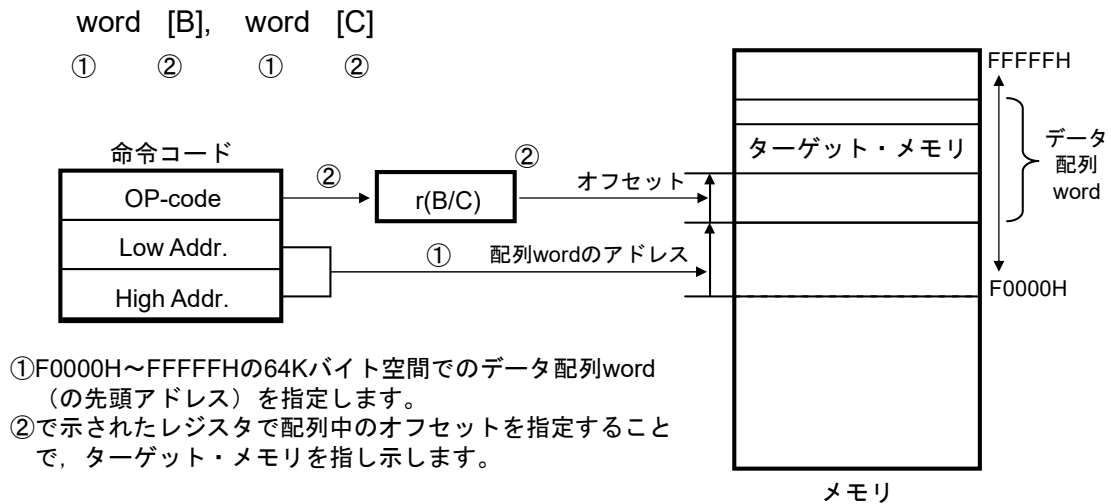 word [B], word [C]
① ② ① ②
命令コード
OP-code
Low Addr.
High Addr.
②
r(B/C)
②
オフセット
①
配列wordのアドレス
FFFFFH
ターゲット・メモリ
データ
配列
word
F0000H
メモリ
①F0000H～FFFFFHの64Kバイト空間でのデータ配列word
（の先頭アドレス）を指定します。
②で示されたレジスタで配列中のオフセットを指定すること
で，ターゲット・メモリを指し示します。